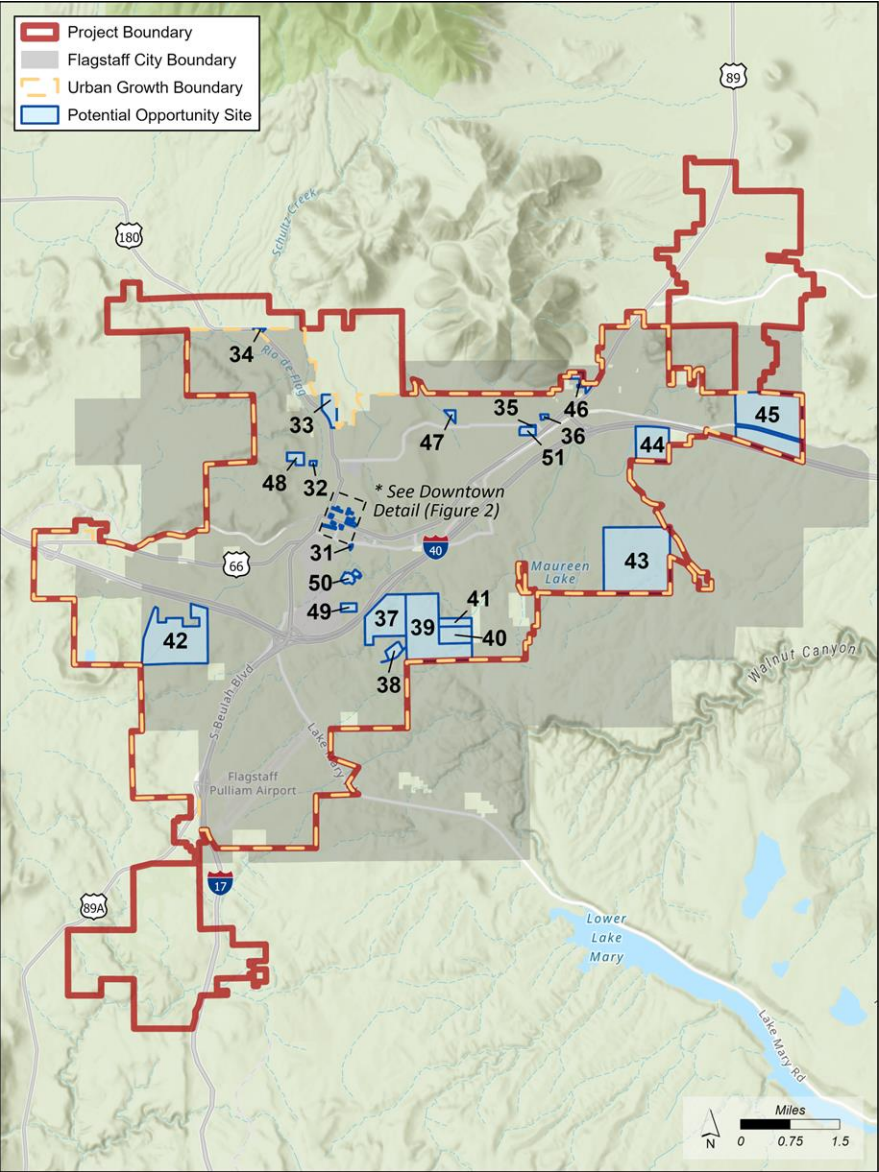 Project Boundary
Flagstaff City Boundary
Urban Growth Boundary
Potential Opportunity Site
89
180
Schultz Creek
34
Rio de Flag
33
35
46
47
36
51
45
44
48
32
* See Downtown
Detail (Figure 2)
31
40
66
50
49
Maureen
Lake
43
37
41
39
40
42
38
Walnut Canyon
S Beulah Blvd
Lake Mary
Flagstaff
Pulliam Airport
17
89A
Lower
Lake
Mary
Lake Mary Rd
Miles
N
0 0.75 1.5